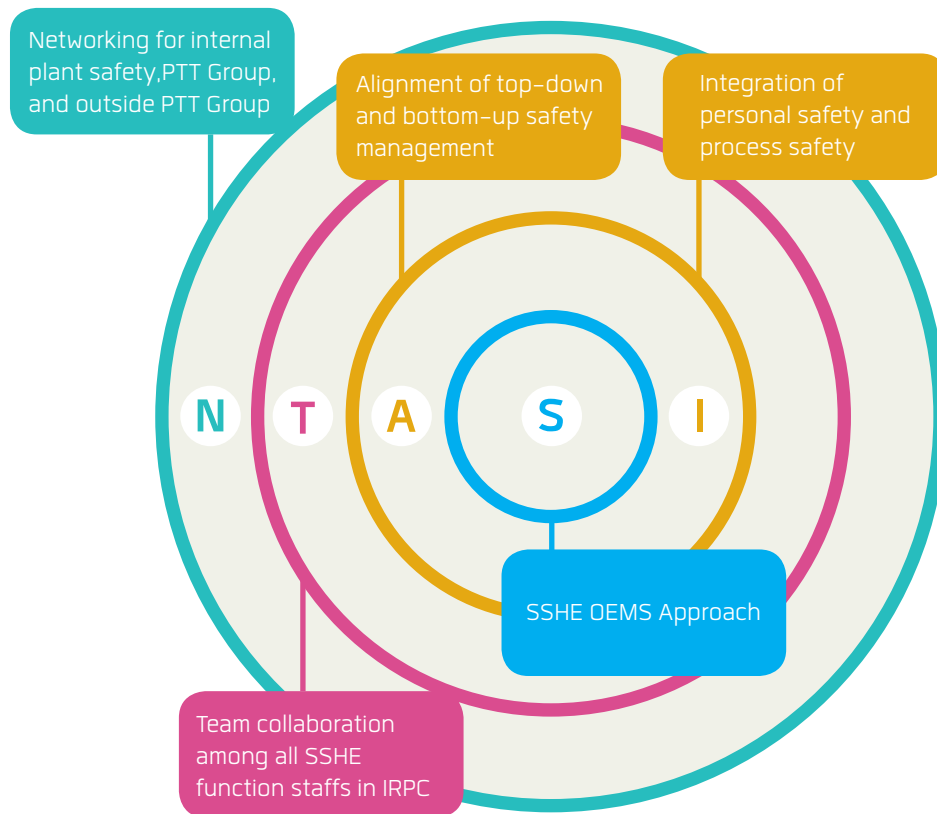 Networking for internal
plant safety,PTT Group,
and outside PTT Group
Alignment of top-down
and bottom-up safety
management
Integration of
personal safety and
process safety
N
T
A
S
I
SSHE OEMS Approach
Team collaboration
among all SSHE
function staffs in IRPC